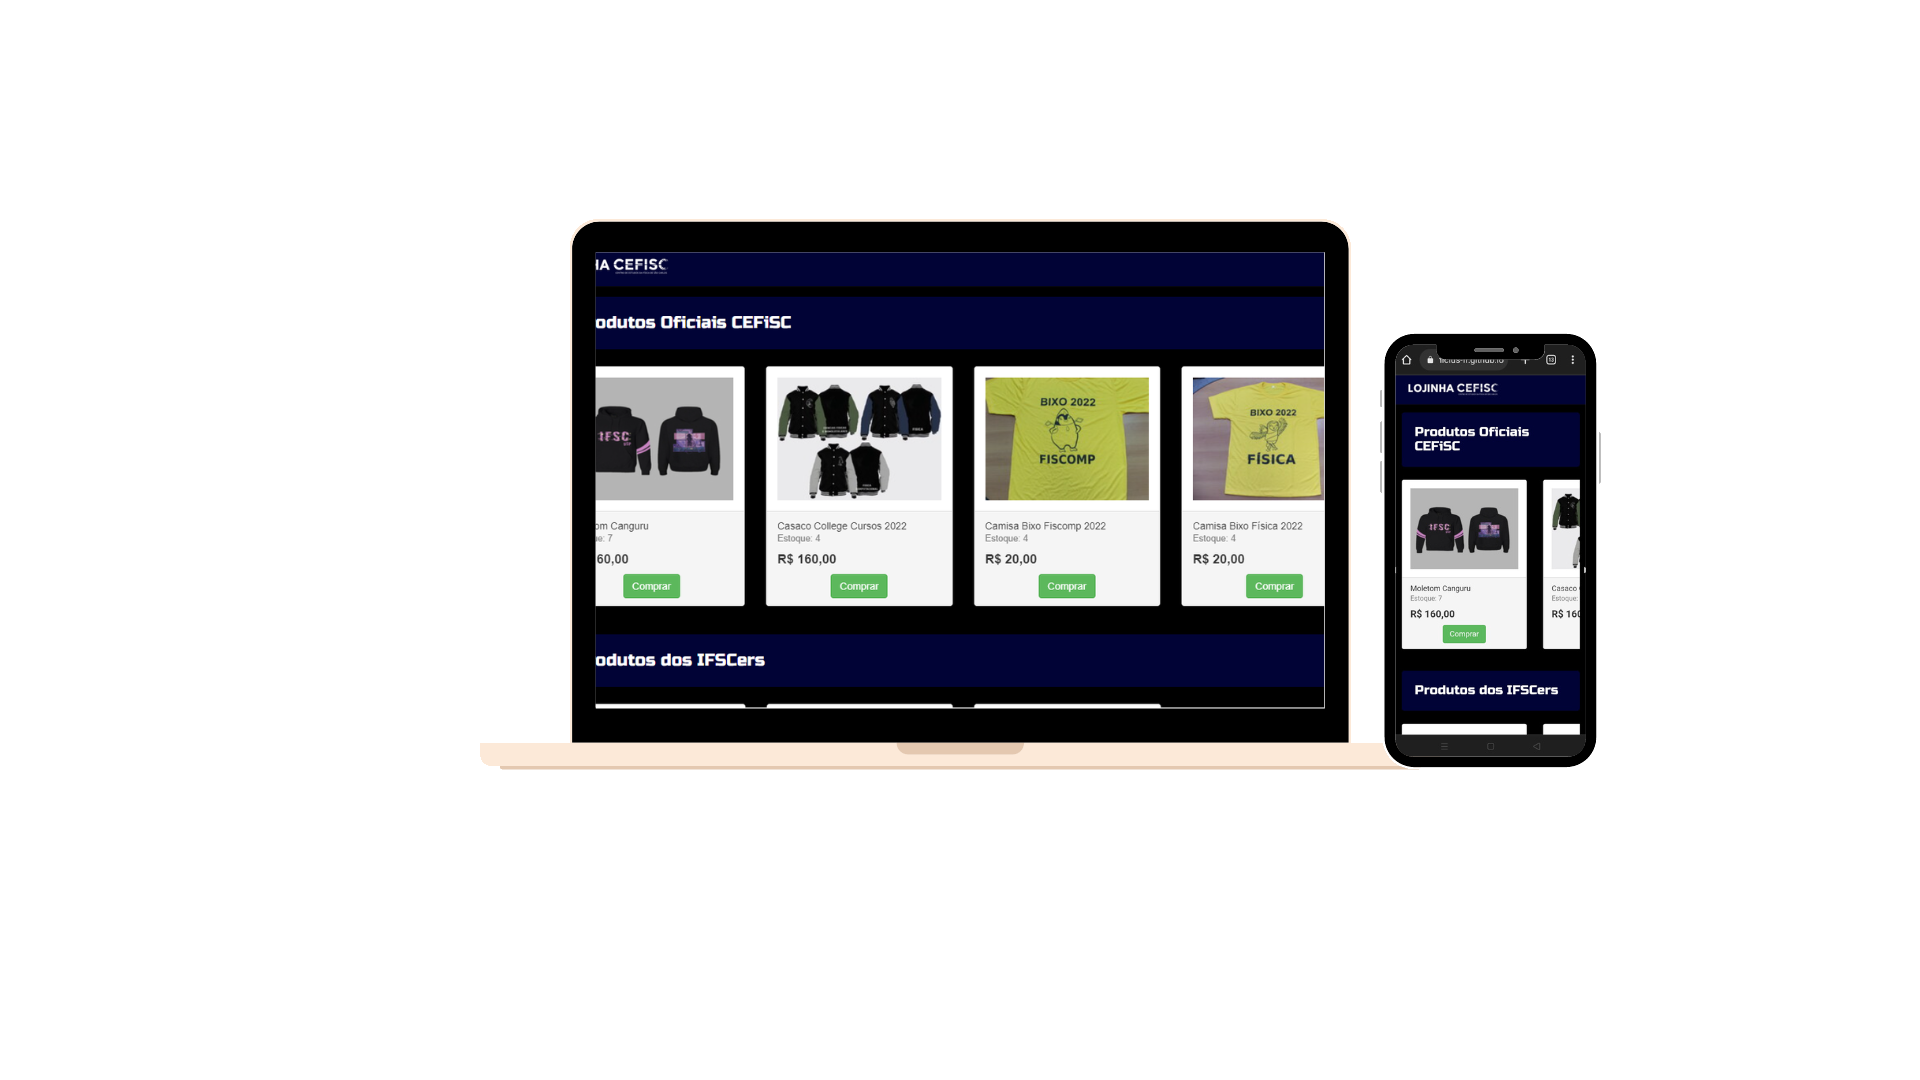 HA CEFISC
odutos Oficiais CEFiSC
IFSC
BIXO 2022
FISCOMP
BIXO 2022
FÍSICA
om Canguru
ue: 7
60,00
Comprar
Casaco College Cursos 2022
Estoque: 4
R$ 160,00
Comprar
Camisa Bixo Fiscomp 2022
Estoque: 4
R$ 20,00
Comprar
Camisa Bixo Física 2022
Estoque: 4
R$ 20,00
Comprar
odutos dos IFSCers
LOJINHA CEFISC
Produtos Oficiais
CEFiSC
IFSC
Moletom Canguru
Estoque: 7
R$ 160,00
Comprar
Casaco
Estoque:
R$ 160
Produtos dos IFSCers